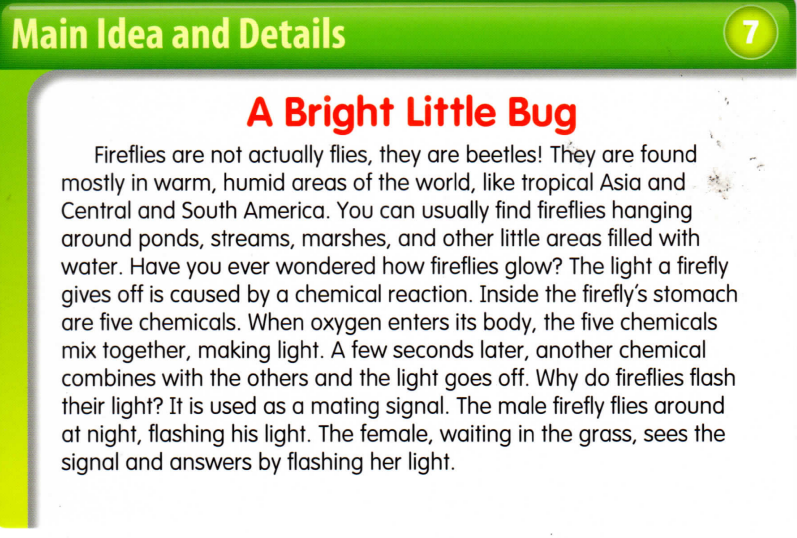 Main Idea and Details
7
A Bright Little Bug
Fireflies are not actually flies, they are beetles! They are found
mostly in warm, humid areas of the world, like tropical Asia and
Central and South America. You can usually find fireflies hanging
around ponds, streams, marshes, and other little areas filled with
water. Have you ever wondered how fireflies glow? The light a firefly
gives off is caused by a chemical reaction. Inside the firefly's stomach
are five chemicals. When oxygen enters its body, the five chemicals
mix together, making light. A few seconds later, another chemical
combines with the others and the light goes off. Why do fireflies flash
their light? It is used as a mating signal. The male firefly flies around
at night, flashing his light. The female, waiting in the grass, sees the
signal and answers by flashing her light.